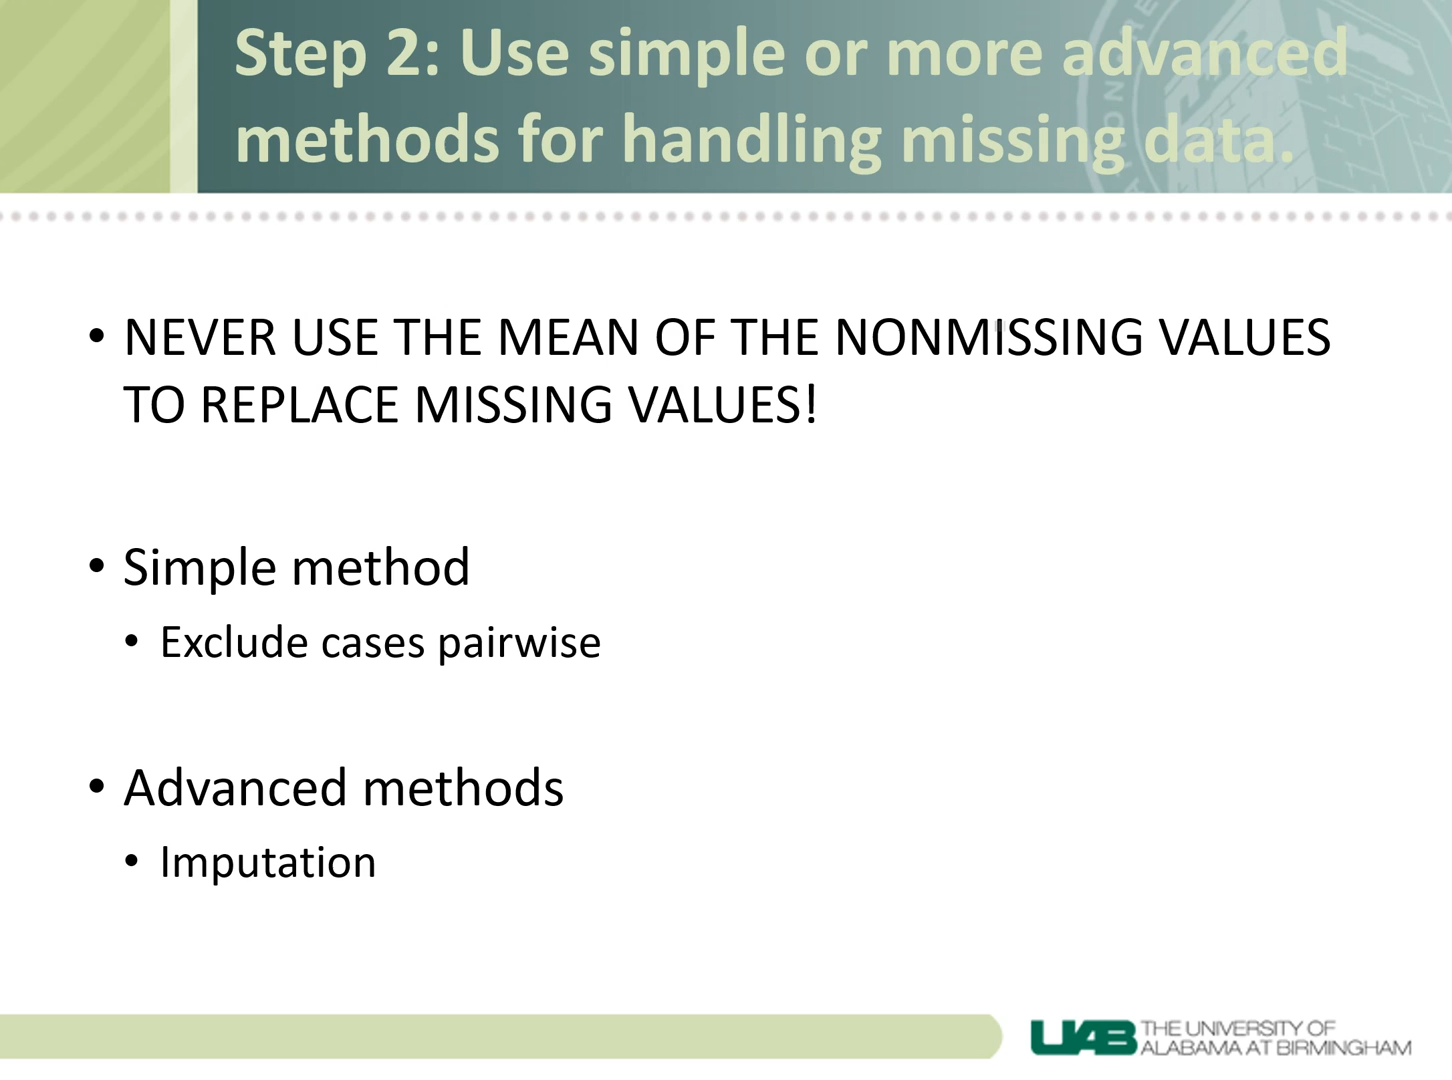 Step 2: Use simple or more advanced
methods for handling missing data.
• NEVER USE THE MEAN OF THE NONMISSING VALUES
TO REPLACE MISSING VALUES!
• Simple method
• Exclude cases pairwise
• Advanced methods
• Imputation
UAB THE UNIVERSITY OF
ALABAMA AT BIRMINGHAM